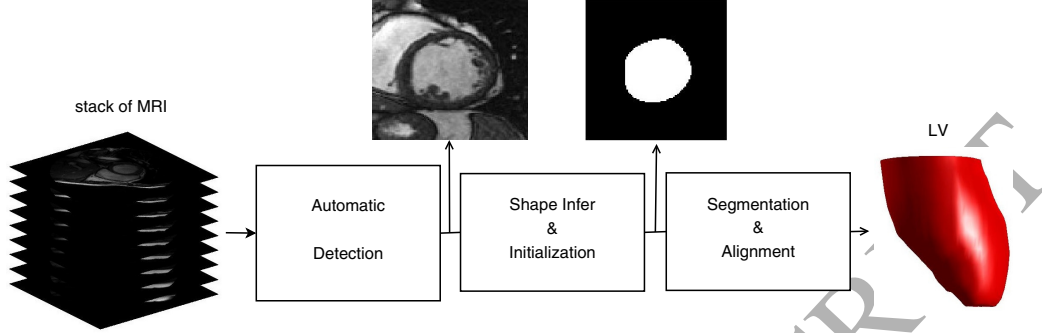 stack of MRI
Automatic
Detection
Shape Infer
&
Initialization
Segmentation
&
Alignment
LV